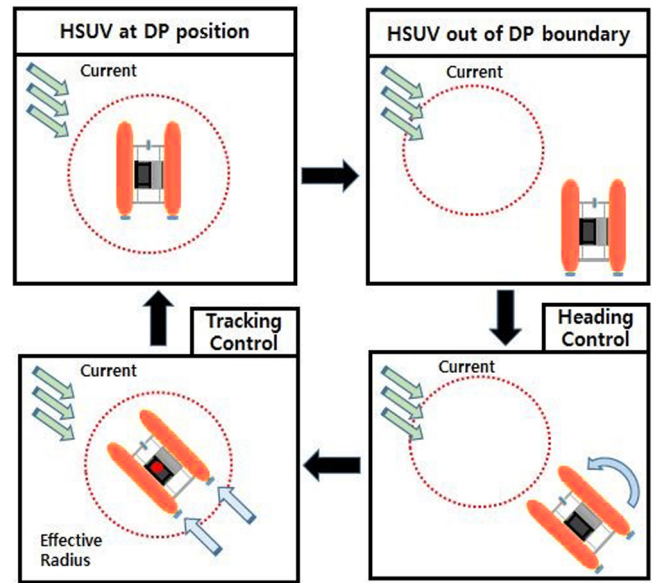 HSUV at DP position
Current
HSUV out of DP boundary
Current
Tracking
Control
Current
Effective
Radius
Heading
Control
Current